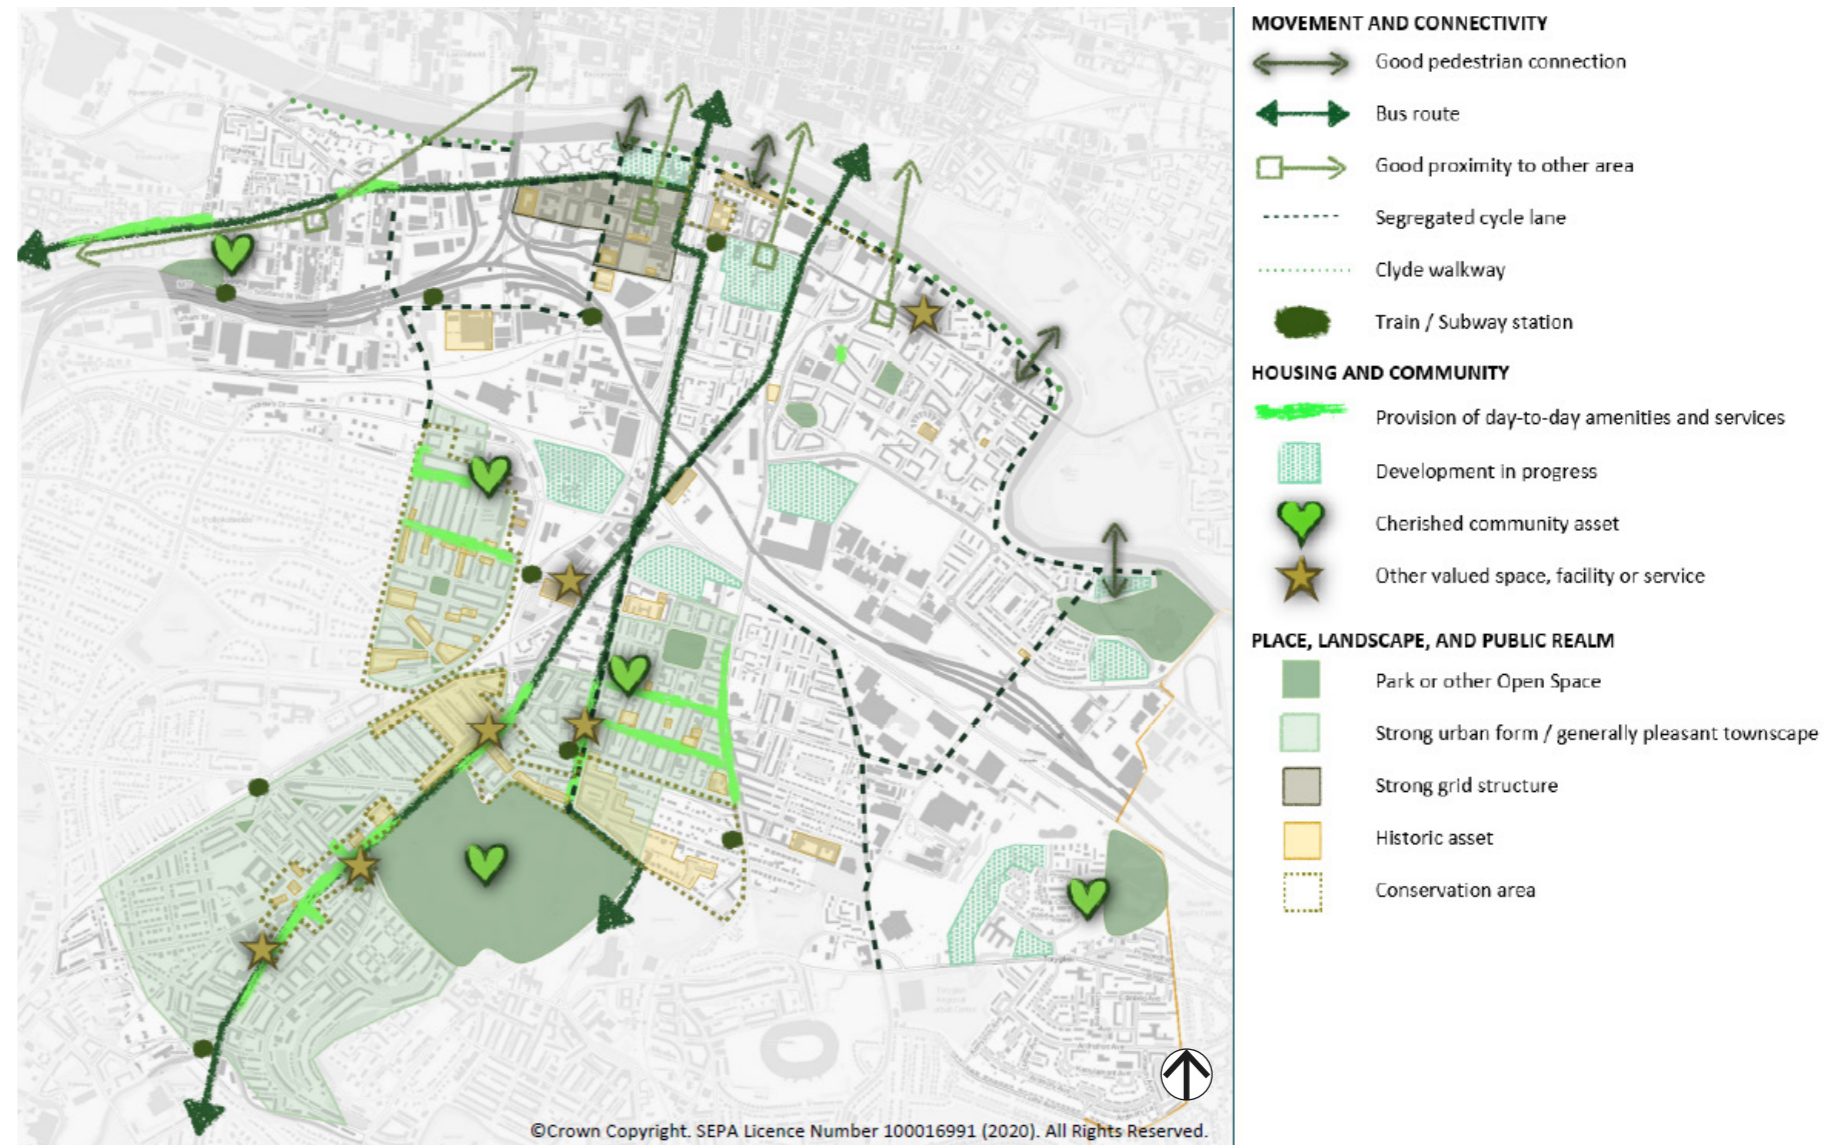 MOVEMENT AND CONNECTIVITY
Good pedestrian connection
Bus route
Good proximity to other area
Segregated cycle lane
Clyde walkway
Train / Subway station
HOUSING AND COMMUNITY
Provision of day-to-day amenities and services
Development in progress
Cherished community asset
Other valued space, facility or service
PLACE, LANDSCAPE, AND PUBLIC REALM
Park or other Open Space
Strong urban form / generally pleasant townscape
Strong grid structure
Historic asset
Conservation area
©Crown Copyright. SEPA Licence Number 100016991 (2020). All Rights Reserved.